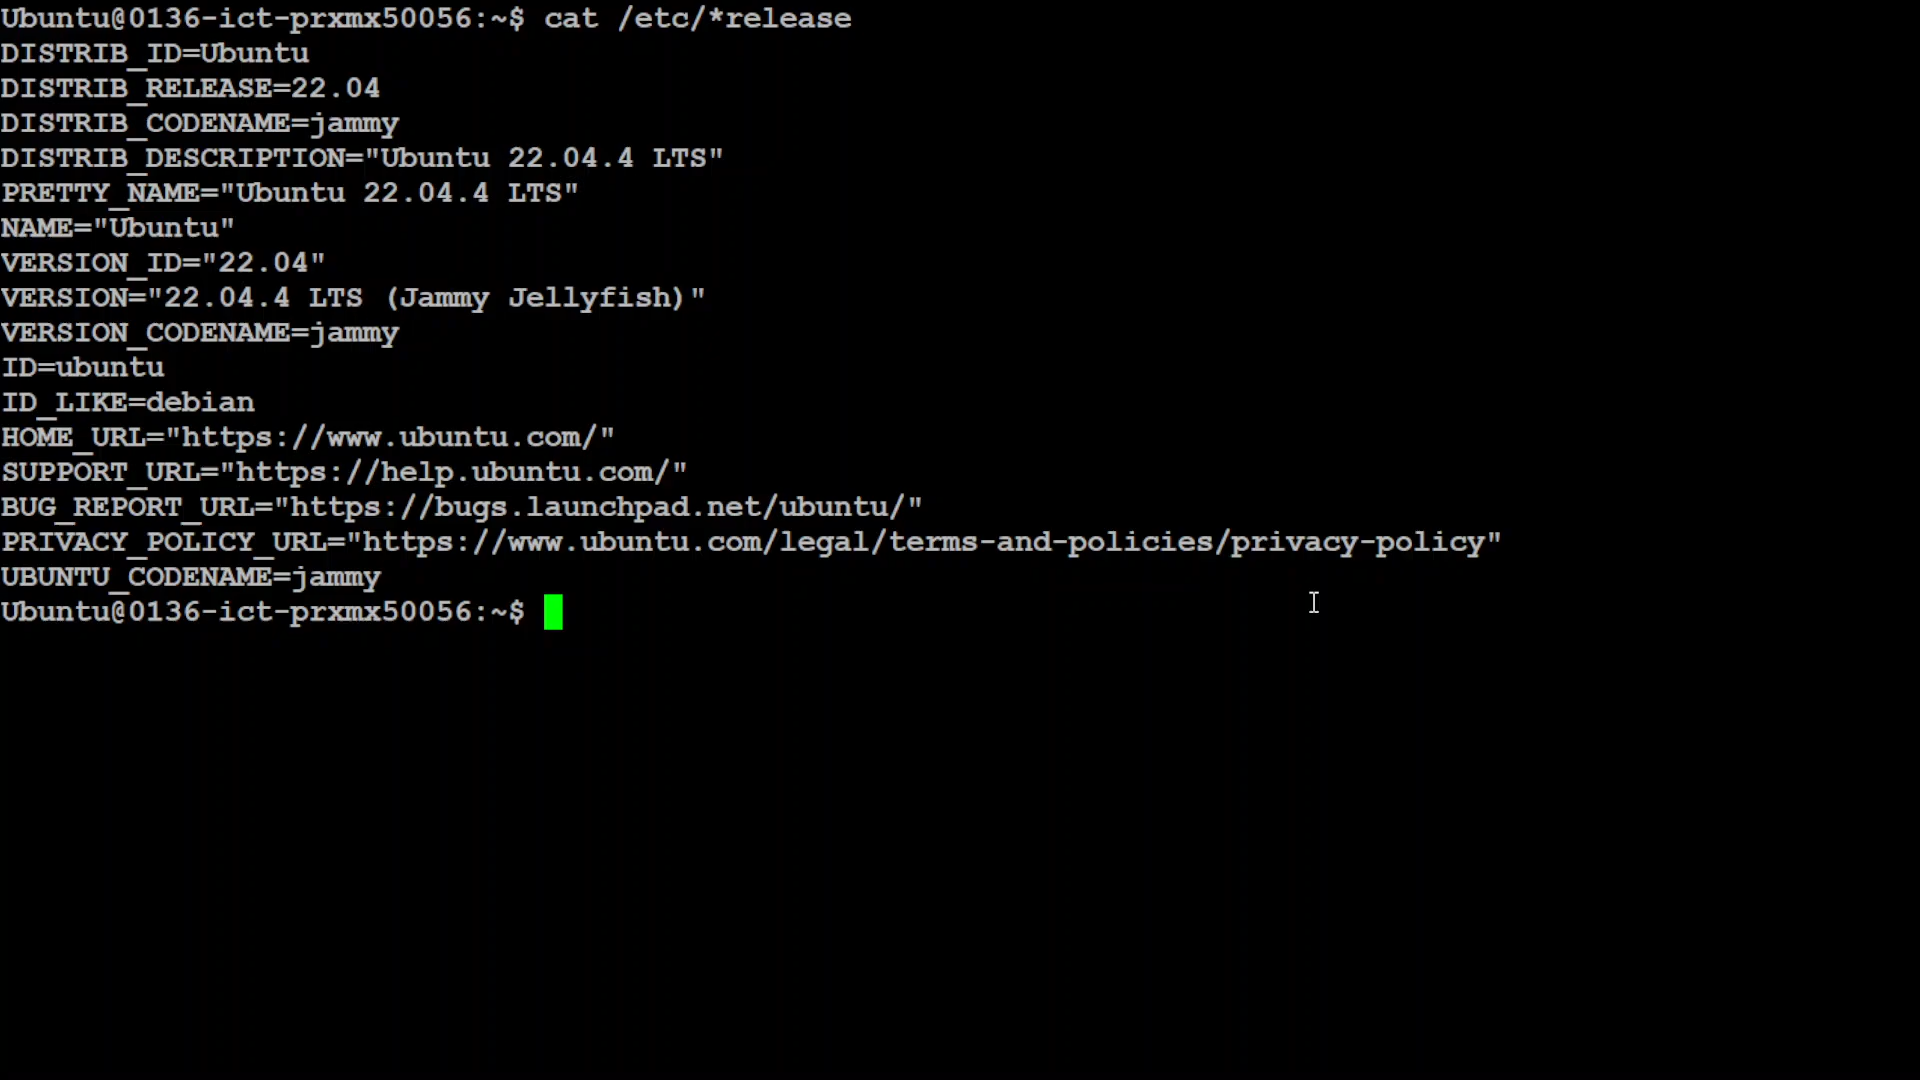 Ubuntu@0136-ict-prxmx50056:~$ cat /etc/*release
DISTRIB_ID=Ubuntu
DISTRIB_RELEASE=22.04
DISTRIB_CODENAME=jammy
DISTRIB_DESCRIPTION="Ubuntu 22.04.4 LTS"
PRETTY_NAME="Ubuntu 22.04.4 LTS"
NAME="Ubuntu"
VERSION_ID="22.04"
VERSION="22.04.4 LTS (Jammy Jellyfish)"
VERSION_CODENAME=jammy
ID=ubuntu
ID_LIKE=debian
HOME_URL="https://www.ubuntu.com/"
SUPPORT_URL="https://help.ubuntu.com/"
BUG_REPORT_URL="https://bugs.launchpad.net/ubuntu/"
PRIVACY_POLICY_URL="https://www.ubuntu.com/legal/terms-and-policies/privacy-policy"
UBUNTU_CODENAME=jammy
Ubuntu@0136-ict-prxmx50056:~$